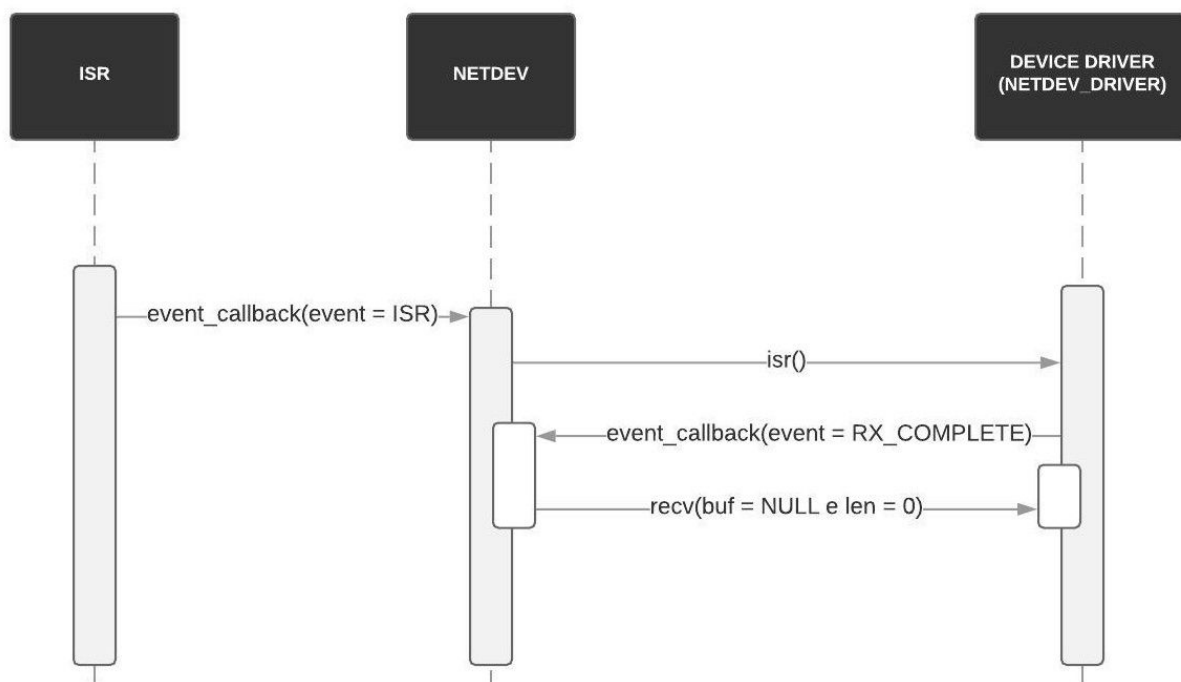 ISR
NETDEV
DEVICE DRIVER
(NETDEV_DRIVER)
event_callback(event = ISR)
isr()
event_callback(event = RX_COMPLETE)
recv(buf = NULL e len = 0)